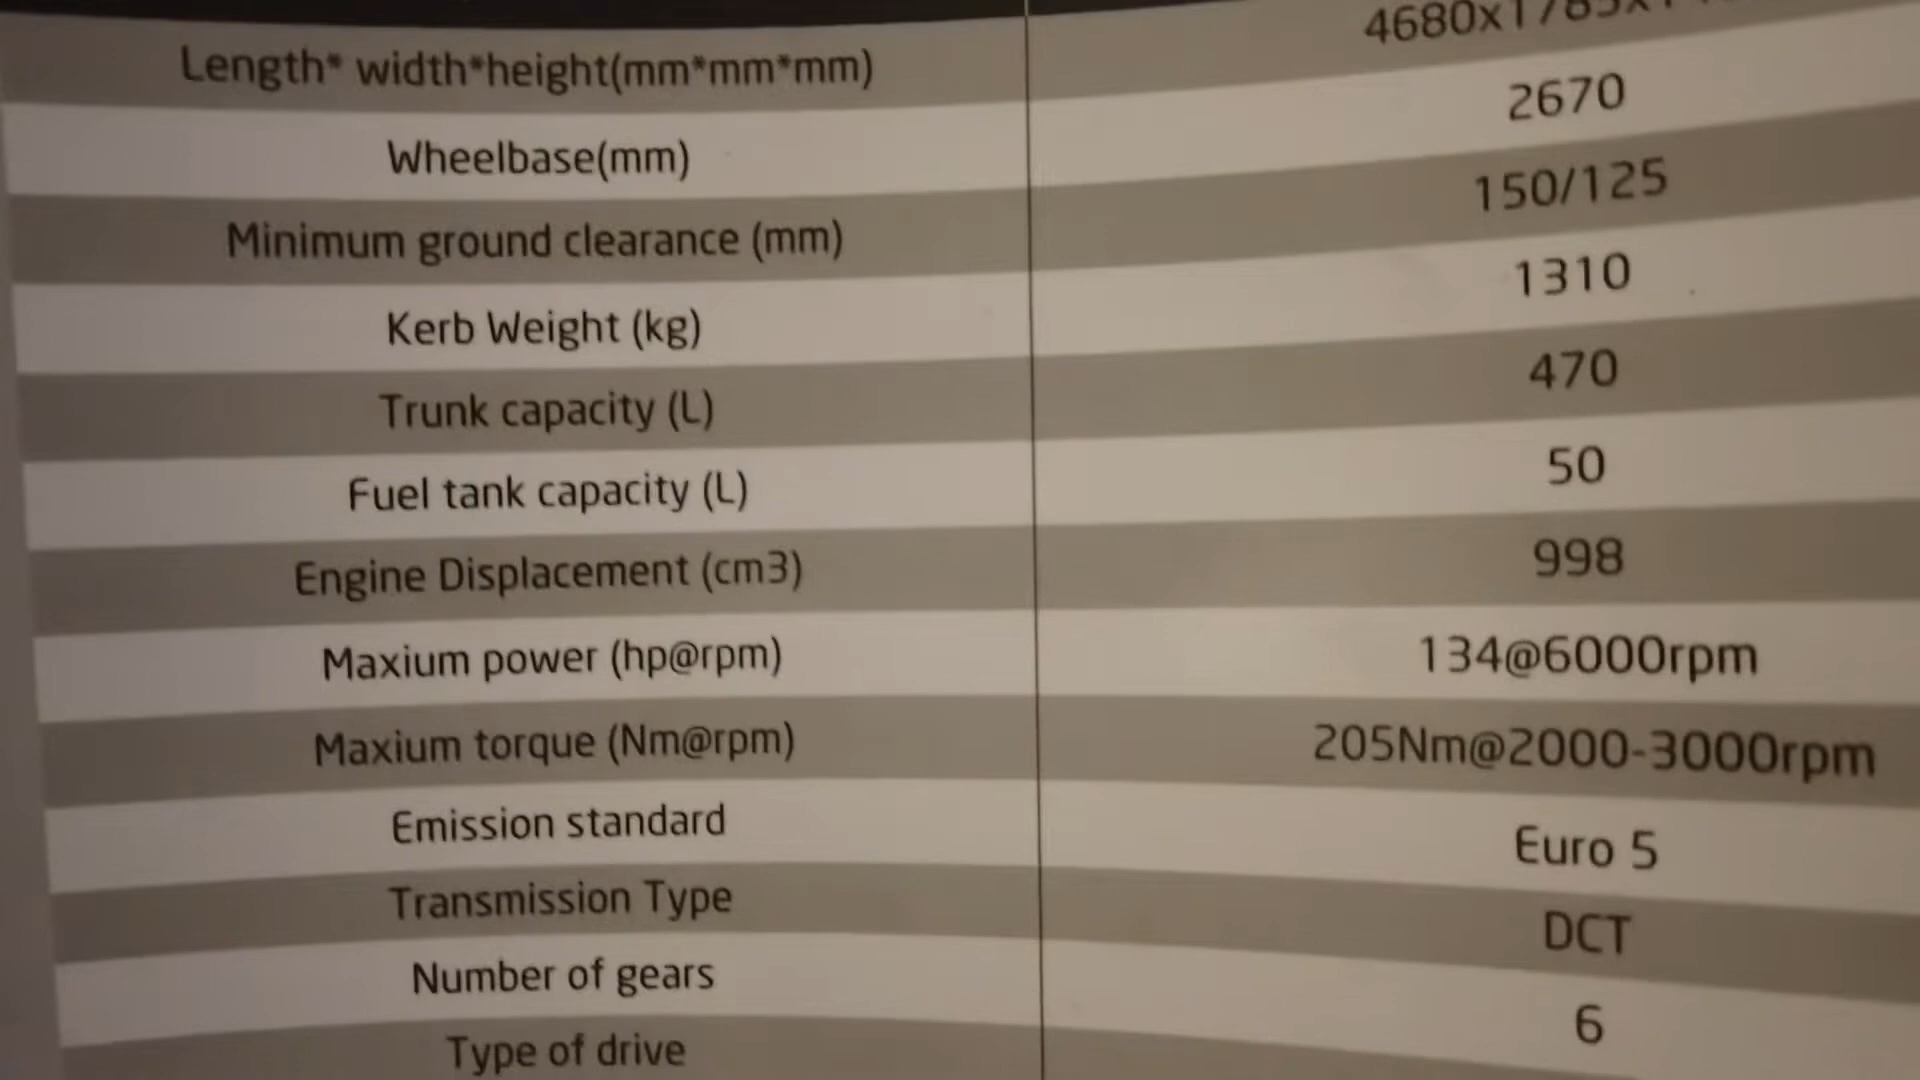 Length* width*height(mm*mm*mm)
Wheelbase(mm) 2670
Minimum ground clearance (mm) 150/125
Kerb Weight (kg) 1310
Trunk capacity (L) 470
Fuel tank capacity (L) 50
Engine Displacement (cm3) 998
Maxium power (hp@rpm) 134@6000rpm
Maxium torque (Nm@rpm) 205Nm@2000-3000rpm
Emission standard Euro 5
Transmission Type DCT
Number of gears 6
Type of drive